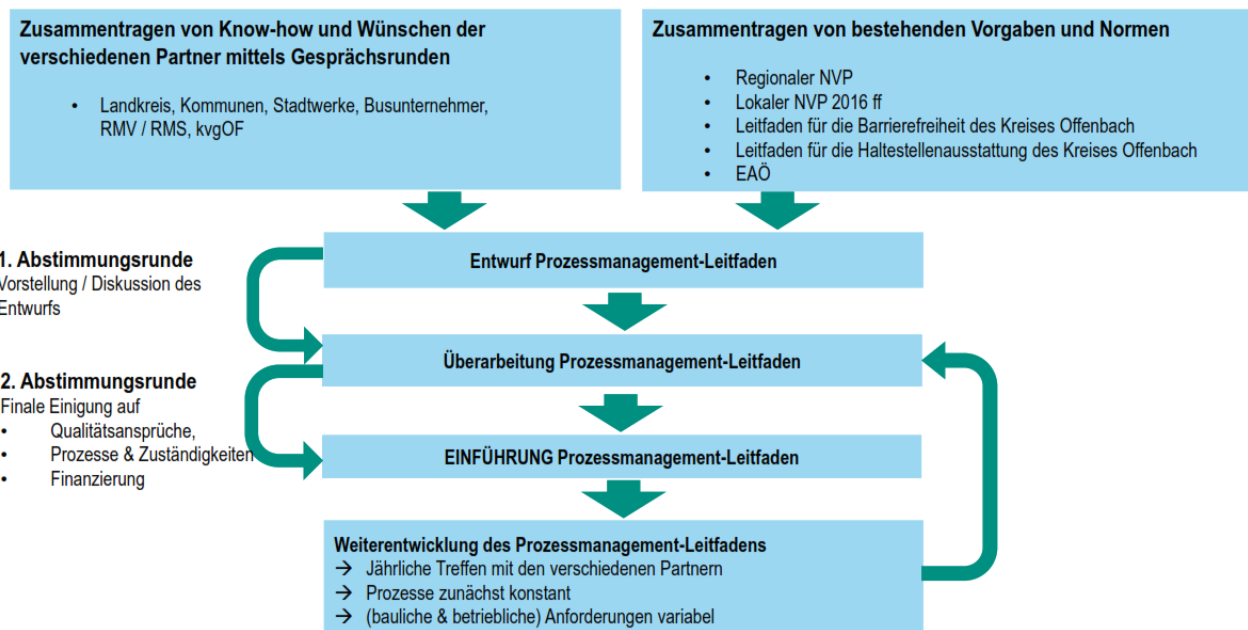 Zusammentragen von Know-how und Wünschen der
verschiedenen Partner mittels Gesprächsrunden
• Landkreis, Kommunen, Stadtwerke, Busunternehmer,
RMV / RMS, kvgOF
Zusammentragen von bestehenden Vorgaben und Normen
• Regionaler NVP
• Lokaler NVP 2016 ff
• Leitfaden für die Barrierefreiheit des Kreises Offenbach
• Leitfaden für die Haltestellenausstattung des Kreises Offenbach
• EAÖ
1. Abstimmungsrunde
Vorstellung / Diskussion des
Entwurfs
Entwurf Prozessmanagement-Leitfaden
Überarbeitung Prozessmanagement-Leitfaden
2. Abstimmungsrunde
Finale Einigung auf
• Qualitätsansprüche,
• Prozesse & Zuständigkeiten
• Finanzierung
EINFÜHRUNG Prozessmanagement-Leitfaden
Weiterentwicklung des Prozessmanagement-Leitfadens
→ Jährliche Treffen mit den verschiedenen Partnern
→ Prozesse zunächst konstant
→ (bauliche & betriebliche) Anforderungen variabel